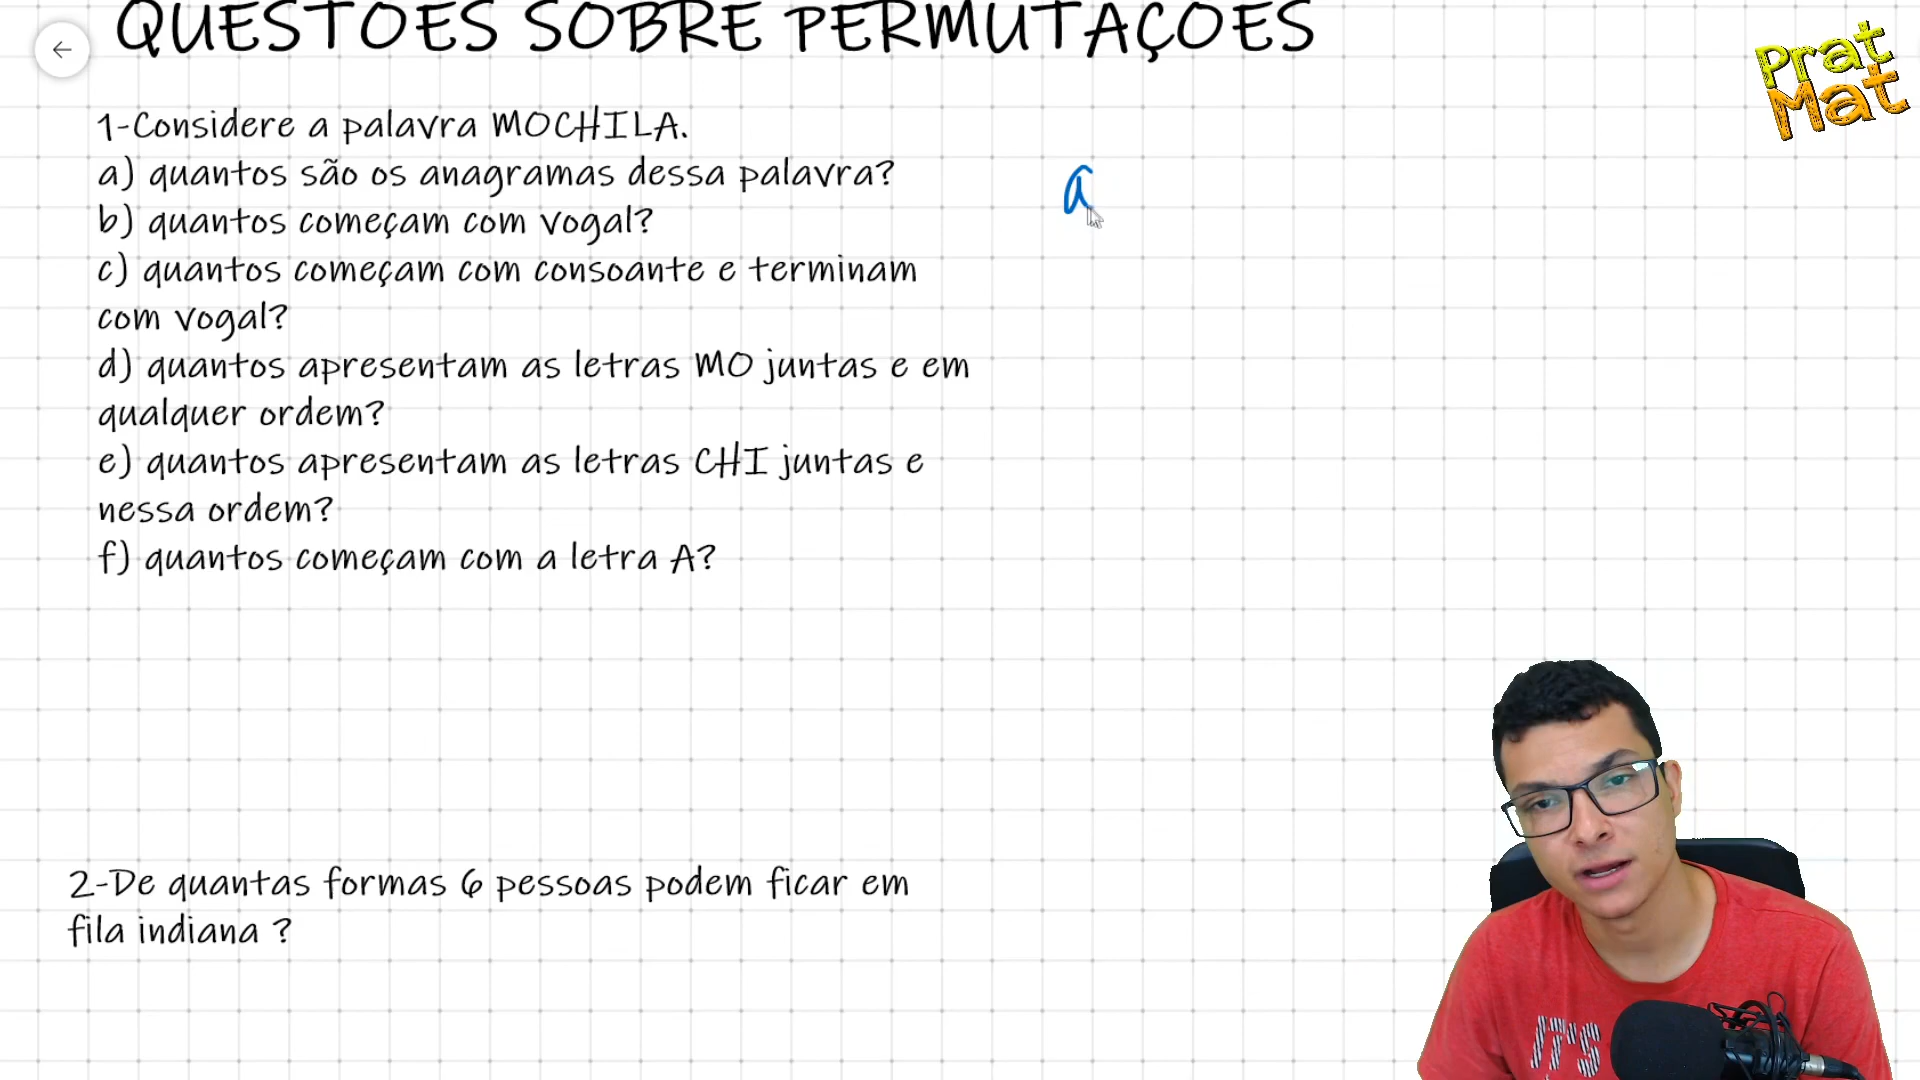 QUESTÕES SOBRE PERMUTAÇÕES
Prat
Mat
1-Considere a palavra MOCHILA.
a) quantos são os anagramas dessa palavra?
a
b) quantos começam com vogal?
c) quantos começam com consoante e terminam
com vogal?
d) quantos apresentam as letras MO juntas e em
qualquer ordem?
e) quantos apresentam as letras CHI juntas e
nessa ordem?
f) quantos começam com a letra A?
2-De quantas formas 6 pessoas podem ficar em
fila indiana ?
IT'S